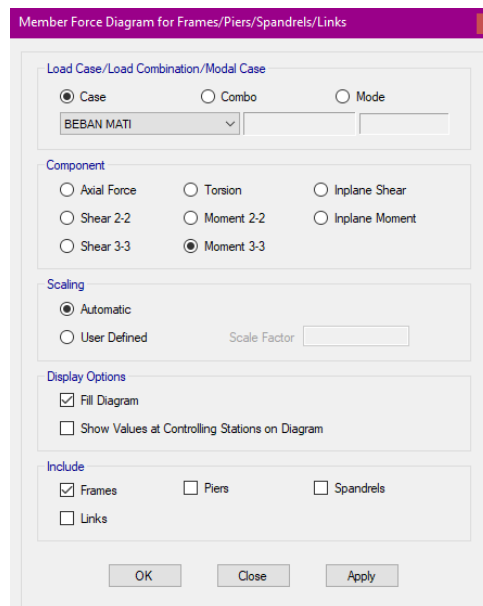 Member Force Diagram for Frames/Piers/Spandrels/Links
Load Case/Load Combination/Modal Case
Case Combo Mode
BEBAN MATI
Component
Axial Force Torsion Inplane Shear
Shear 2-2 Moment 2-2 Inplane Moment
Shear 3-3 Moment 3-3
Scaling
Automatic
User Defined Scale Factor
Display Options
Fill Diagram
Show Values at Controlling Stations on Diagram
Include
Frames Piers Spandrels
Links
OK Close Apply